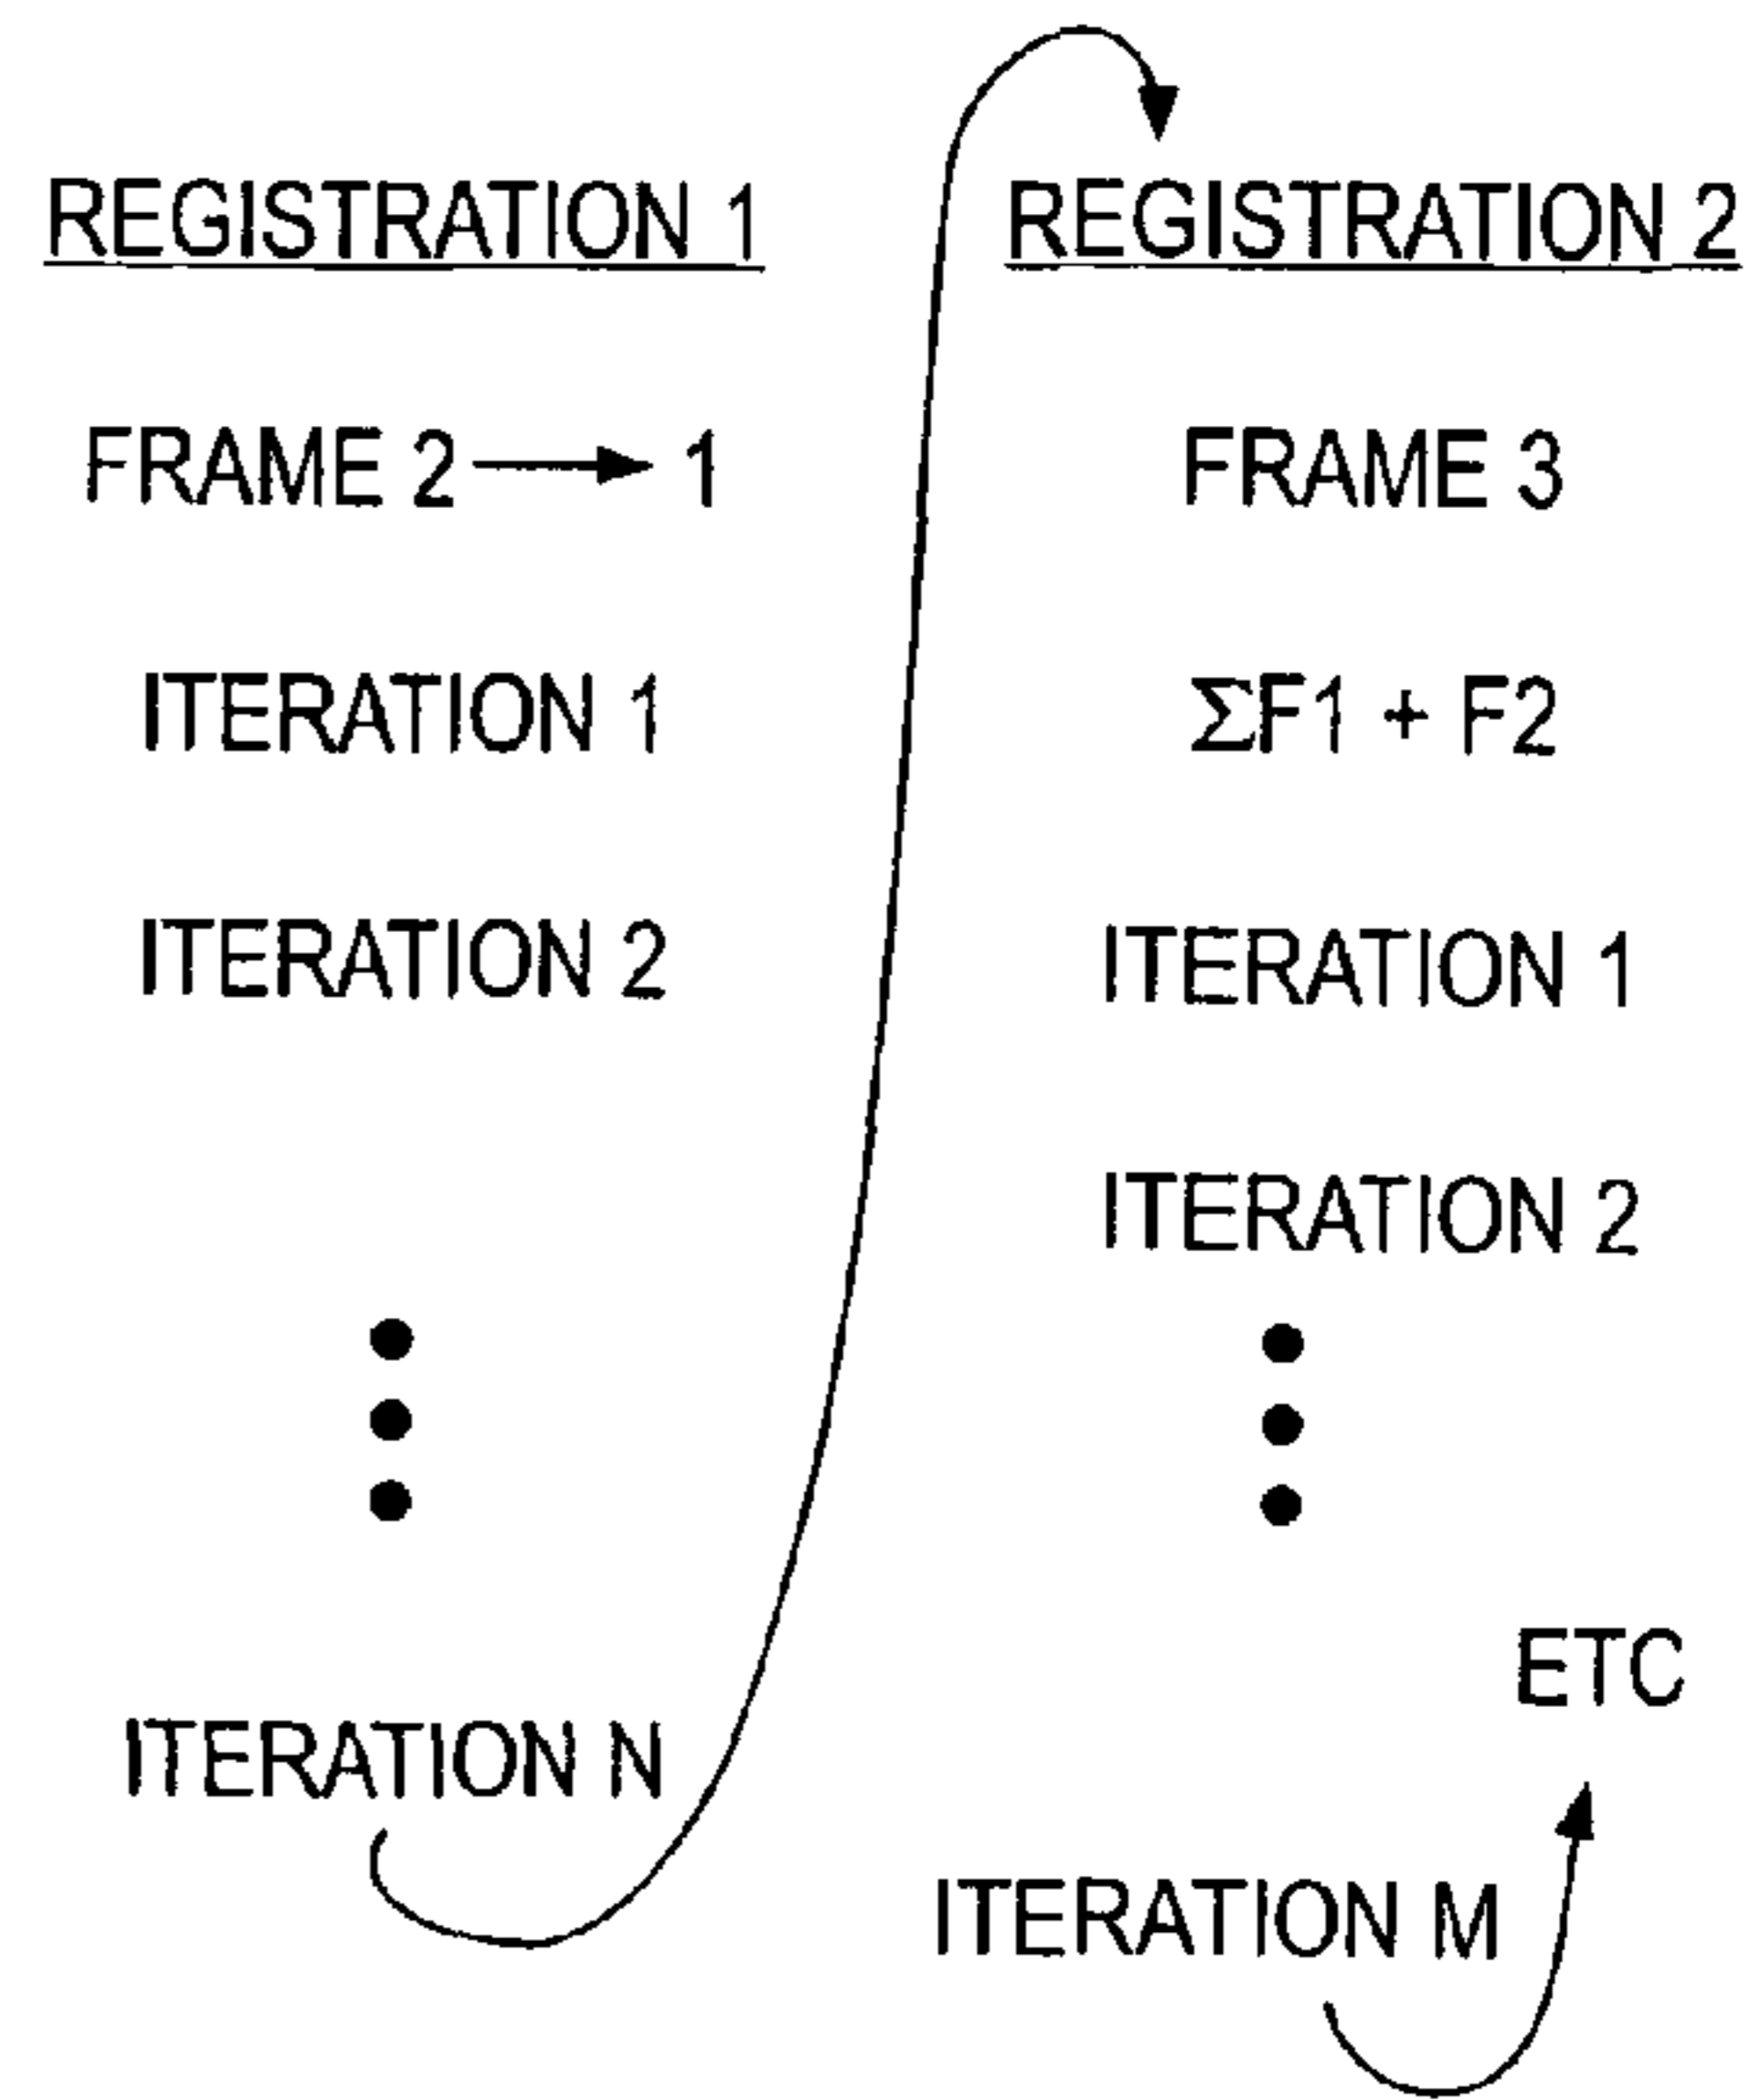 REGISTRATION 1
FRAME 2 → 1
ITERATION 1
ITERATION 2
ITERATION N
REGISTRATION 2
FRAME 3
ΣF1 + F2
ITERATION 1
ITERATION 2
ITERATION M
ETC